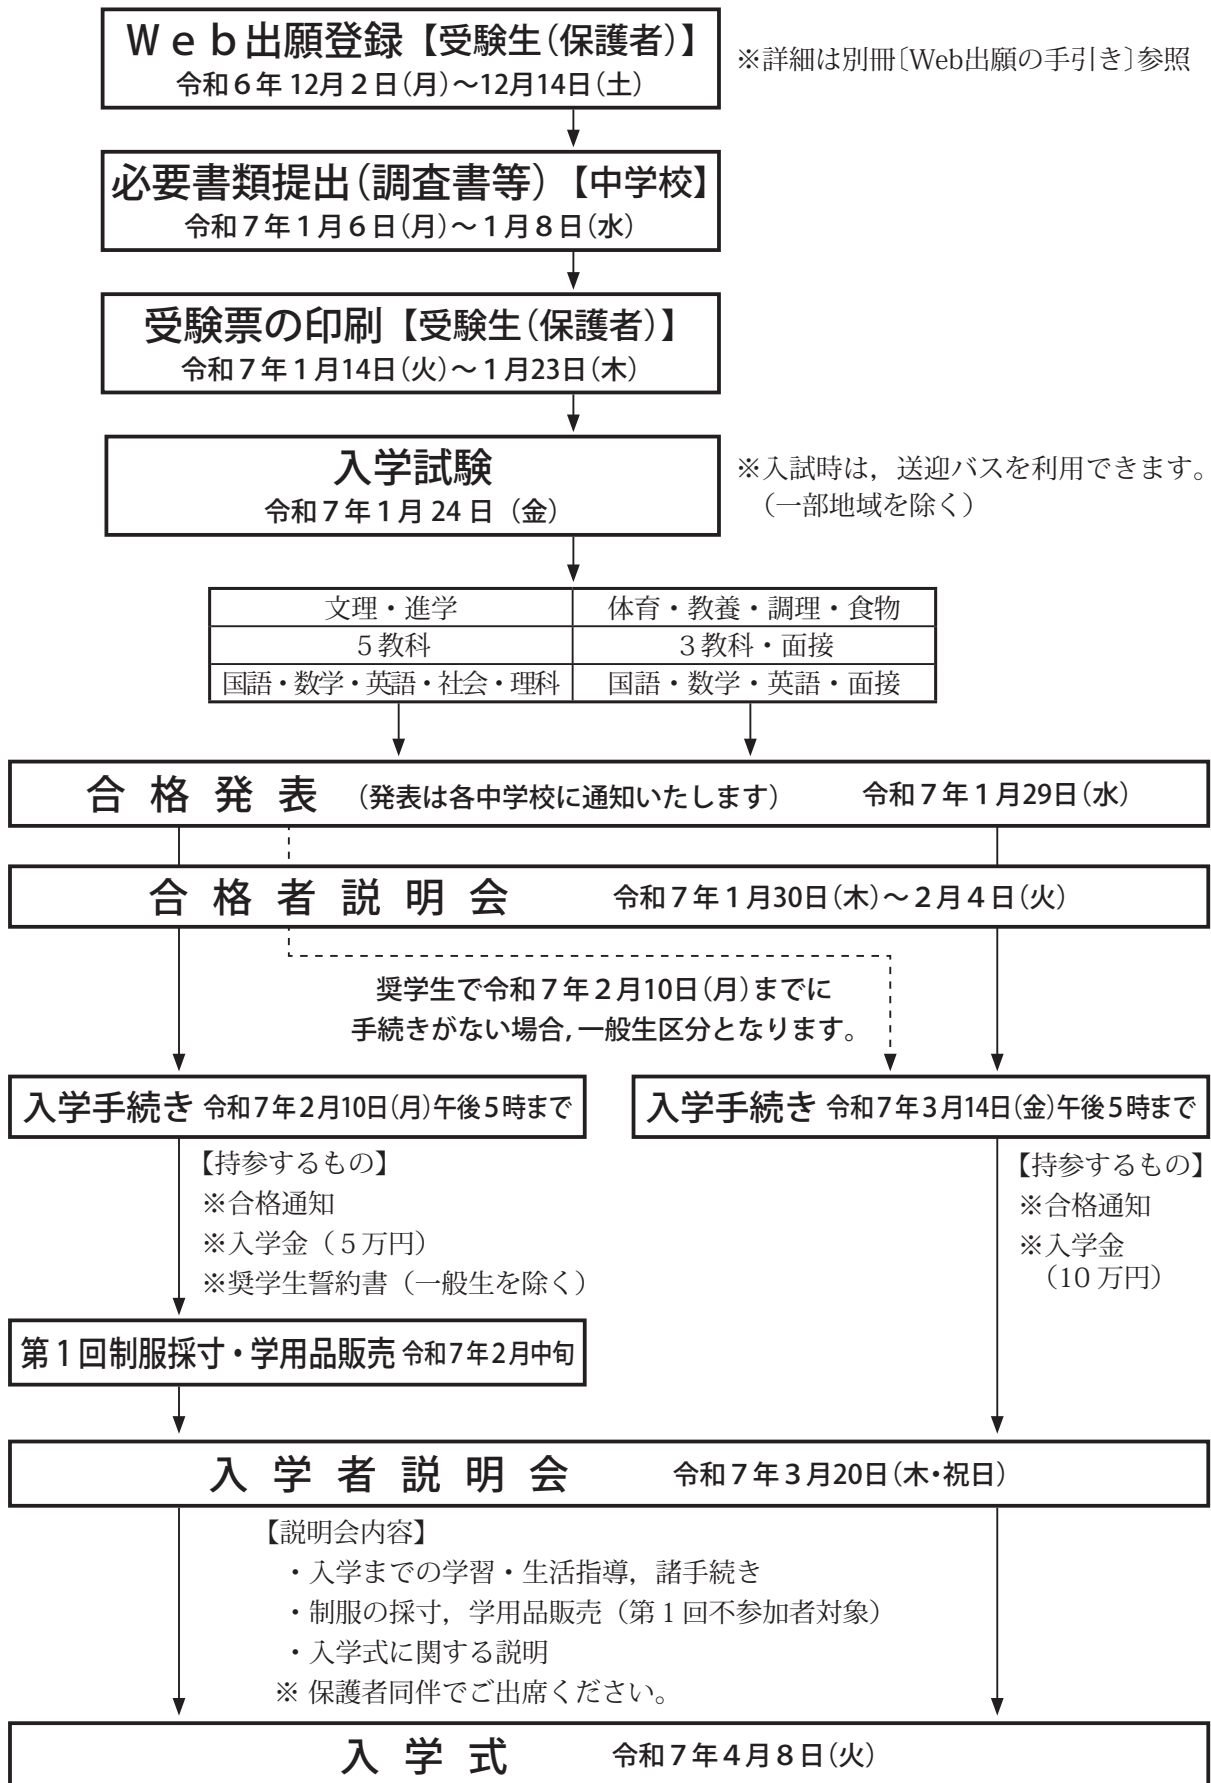 Ｗｅｂ出願登録【受験生（保護者）】
令和６年 12月２日（月）～12月14日（土）
※詳細は別冊〔Web出願の手引き〕参照
必要書類提出（調査書等）【中学校】
令和７年１月６日（月）～１月８日（水）
受験票の印刷【受験生（保護者）】
令和７年１月14日（火）～１月23日（木）
入学試験
令和７年１月 24 日（金）
※入試時は，送迎バスを利用できます。
（一部地域を除く）
文理・進学 体育・教養・調理・食物
５教科 ３教科・面接
国語・数学・英語・社会・理科 国語・数学・英語・面接
合格発表（発表は各中学校に通知いたします） 令和７年１月29日（水）
合格者説明会 令和７年１月30日（木）～２月４日（火）
奨学生で令和７年２月10日（月）までに
手続きがない場合，一般生区分となります。
入学手続き 令和７年２月10日（月）午後５時まで
【持参するもの】
※合格通知
※入学金（５万円）
※奨学生誓約書（一般生を除く）
入学手続き 令和７年３月14日（金）午後５時まで
【持参するもの】
※合格通知
※入学金
（10 万円）
第１回制服採寸・学用品販売 令和７年２月中旬
入学者説明会 令和７年３月20日（木・祝日）
【説明会内容】
・入学までの学習・生活指導，諸手続き
・制服の採寸，学用品販売（第１回不参加者対象）
・入学式に関する説明
※ 保護者同伴でご出席ください。
入学式 令和７年４月８日（火）